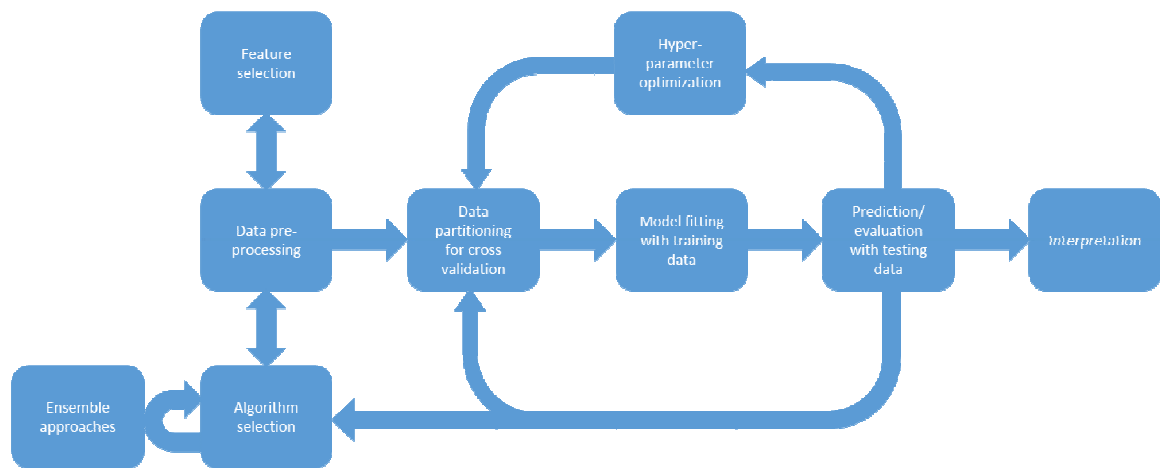 Feature
selection
Hyper-
parameter
optimization
Data pre-
processing
Data
partitioning
for cross
validation
Model fitting
with training
data
Prediction/
evaluation
with testing
data
Interpretation
Ensemble
approaches
Algorithm
selection